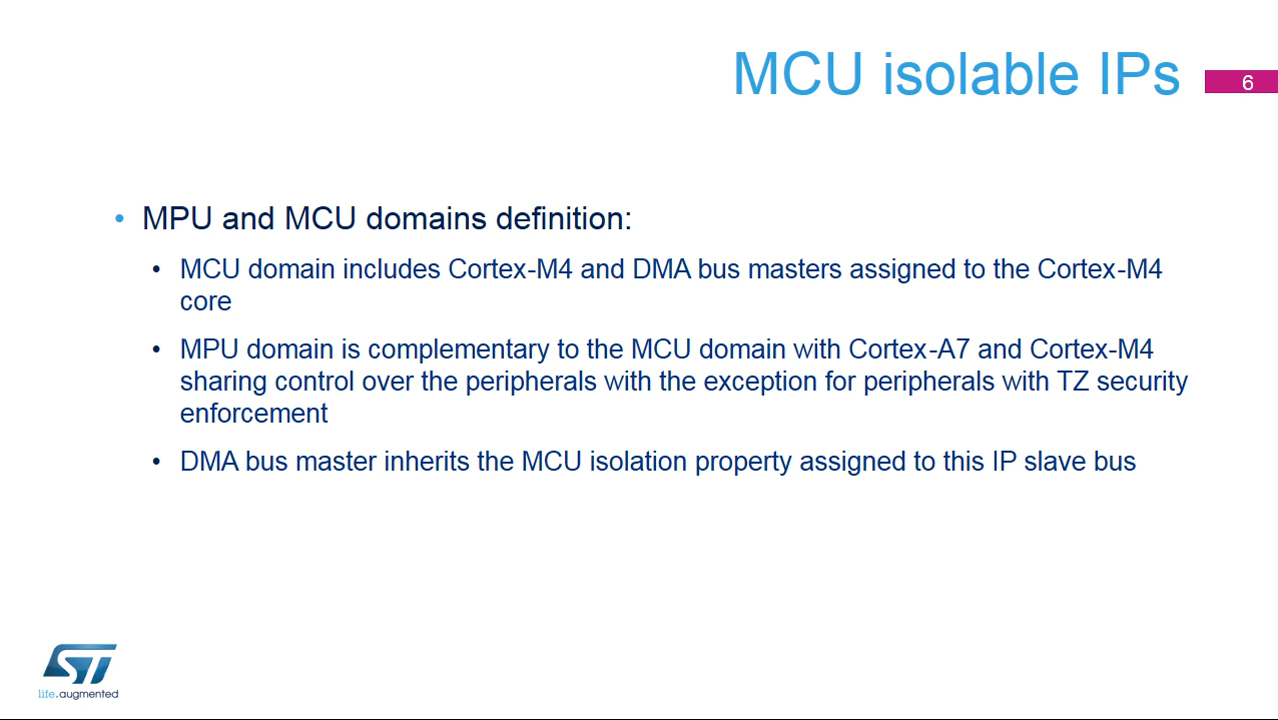 MCU isolable IPs
6
• MPU and MCU domains definition:
• MCU domain includes Cortex-M4 and DMA bus masters assigned to the Cortex-M4
core
• MPU domain is complementary to the MCU domain with Cortex-A7 and Cortex-M4
sharing control over the peripherals with the exception for peripherals with TZ security
enforcement
• DMA bus master inherits the MCU isolation property assigned to this IP slave bus
ST
life.augmented